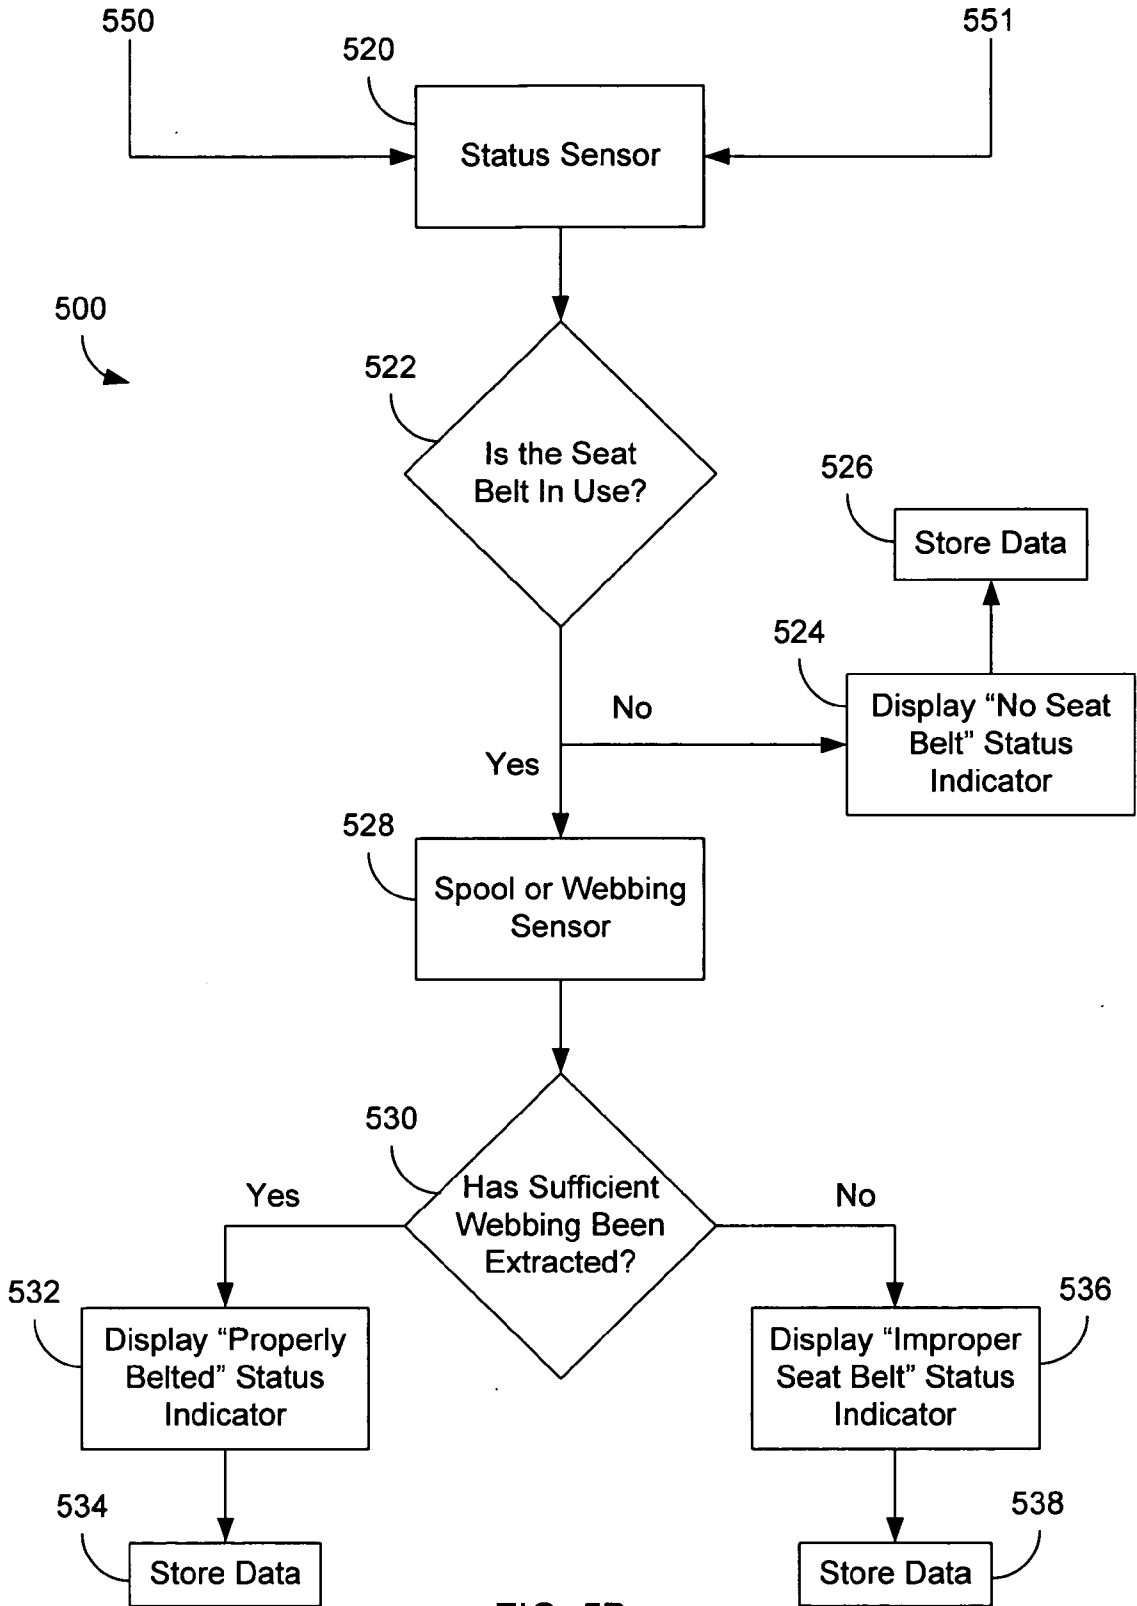 550
551
520
Status Sensor
500
522
Is the Seat
Belt In Use?
526
Store Data
524
Display “No Seat
Belt” Status
Indicator
No
Yes
528
Spool or Webbing
Sensor
530
Has Sufficient
Webbing Been
Extracted?
Yes
No
532
Display “Properly
Belted” Status
Indicator
536
Display “Improper
Seat Belt” Status
Indicator
534
Store Data
538
Store Data